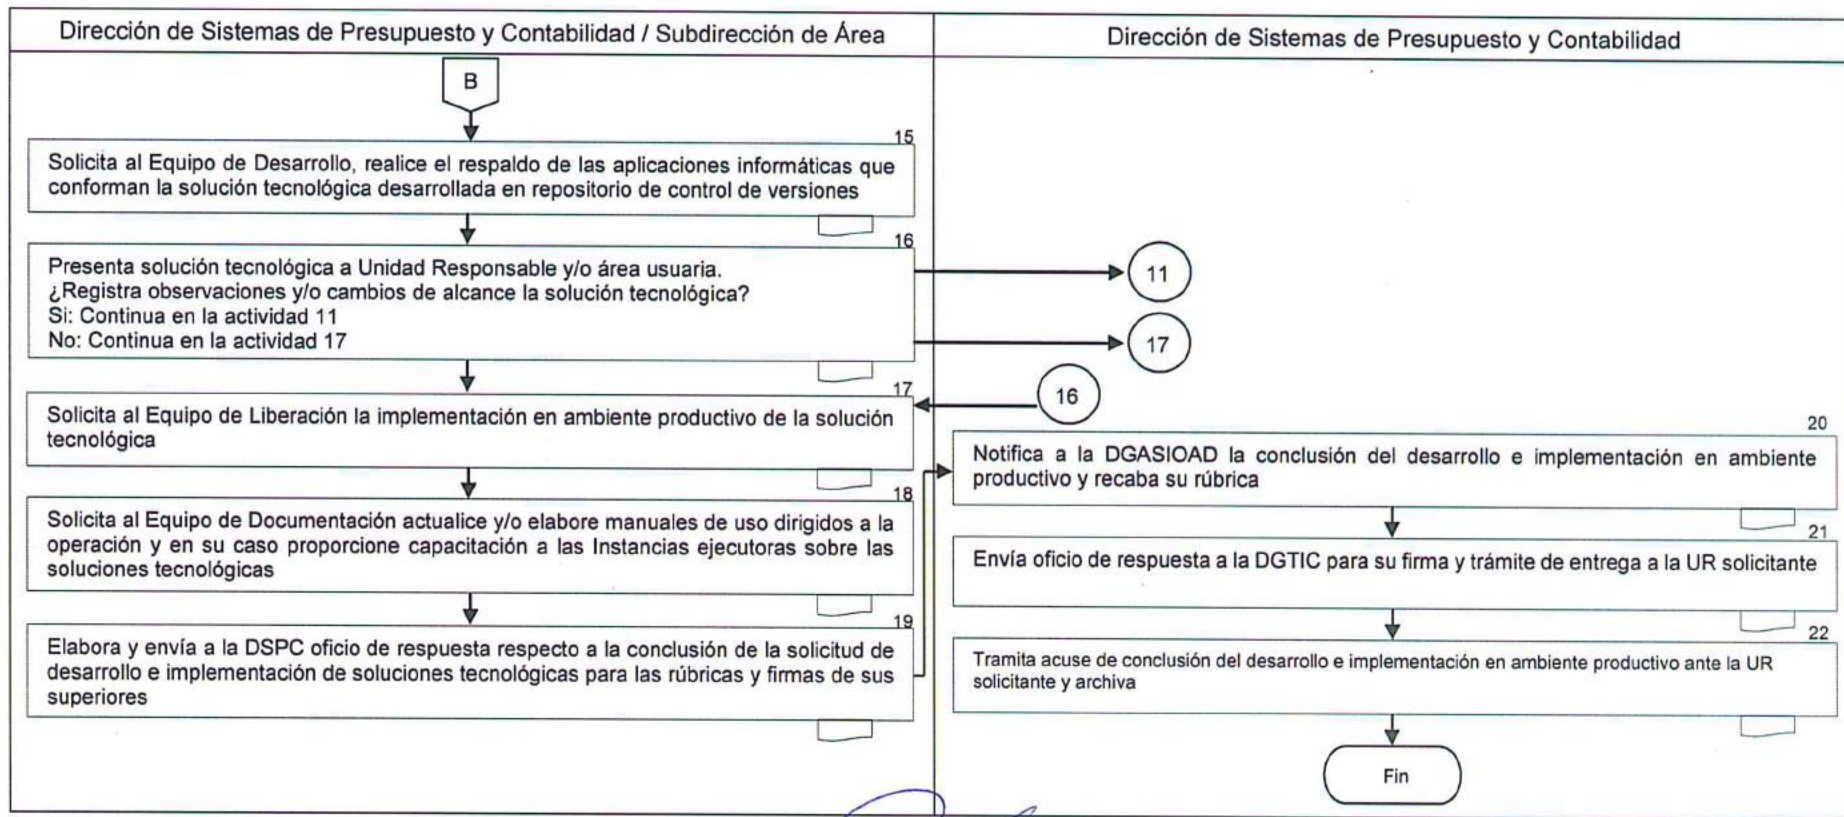 Dirección de Sistemas de Presupuesto y Contabilidad / Subdirección de Área
Dirección de Sistemas de Presupuesto y Contabilidad
B
15
Solicita al Equipo de Desarrollo, realice el respaldo de las aplicaciones informáticas que
conforman la solución tecnológica desarrollada en repositorio de control de versiones
16
Presenta solución tecnológica a Unidad Responsable y/o área usuaria.
¿Registra observaciones y/o cambios de alcance la solución tecnológica?
Si: Continua en la actividad 11
No: Continua en la actividad 17
11
17
17
Solicita al Equipo de Liberación la implementación en ambiente productivo de la solución
tecnológica
16
18
Solicita al Equipo de Documentación actualice y/o elabore manuales de uso dirigidos a la
operación y en su caso proporcione capacitación a las Instancias ejecutoras sobre las
soluciones tecnológicas
19
Elabora y envía a la DSPC oficio de respuesta respecto a la conclusión de la solicitud de
desarrollo e implementación de soluciones tecnológicas para las rúbricas y firmas de sus
superiores
20
Notifica a la DGASIOAD la conclusión del desarrollo e implementación en ambiente
productivo y recaba su rúbrica
21
Envía oficio de respuesta a la DGTIC para su firma y trámite de entrega a la UR solicitante
22
Tramita acuse de conclusión del desarrollo e implementación en ambiente productivo ante la UR
solicitante y archiva
Fin